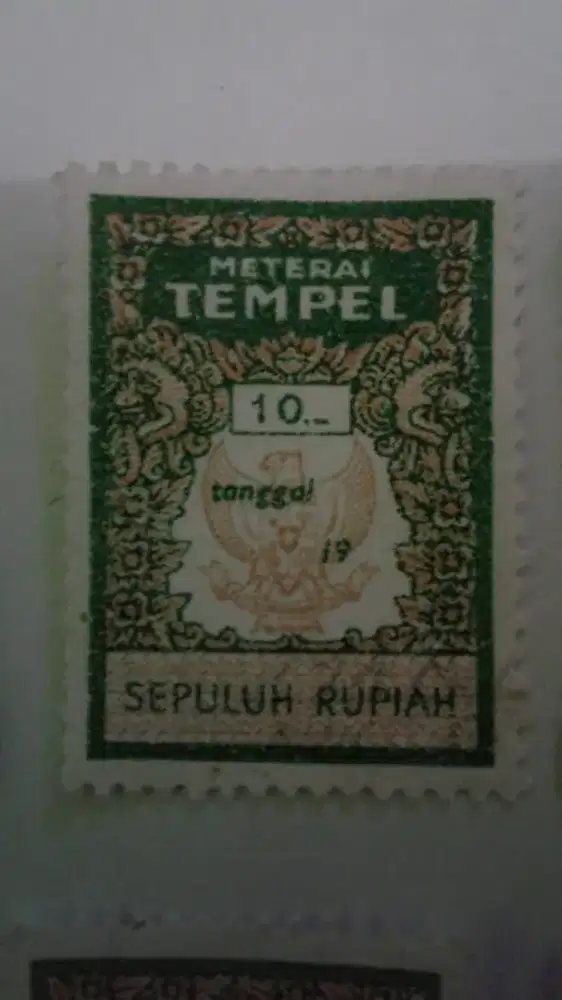 METERAI
TEMPEL
10.–
tanggal
19
SEPULUH RUPIAH